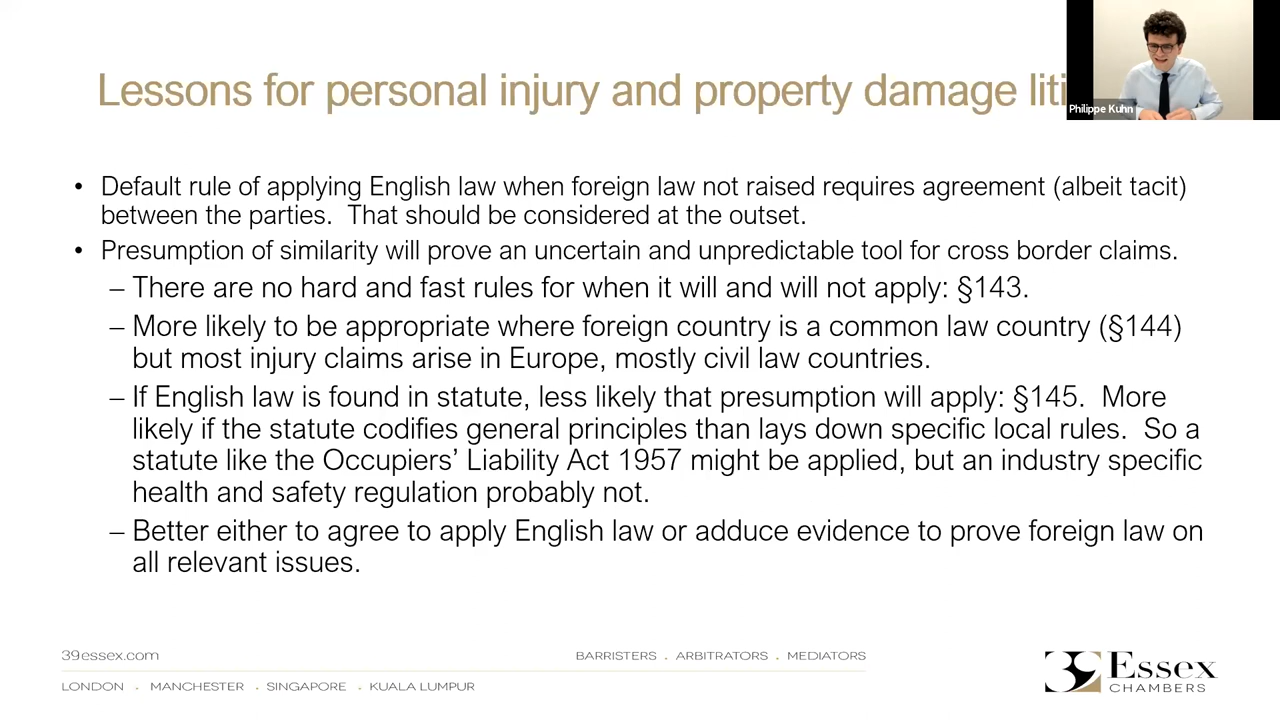 Lessons for personal injury and property damage liti
Philippe Kuhn
• Default rule of applying English law when foreign law not raised requires agreement (albeit tacit)
between the parties.  That should be considered at the outset.
• Presumption of similarity will prove an uncertain and unpredictable tool for cross border claims.
– There are no hard and fast rules for when it will and will not apply: §143.
– More likely to be appropriate where foreign country is a common law country (§144)
but most injury claims arise in Europe, mostly civil law countries.
– If English law is found in statute, less likely that presumption will apply: §145.  More
likely if the statute codifies general principles than lays down specific local rules.  So a
statute like the Occupiers’ Liability Act 1957 might be applied, but an industry specific
health and safety regulation probably not.
– Better either to agree to apply English law or adduce evidence to prove foreign law on
all relevant issues.
39essex.com
BARRISTERS . ARBITRATORS . MEDIATORS
LONDON . MANCHESTER . SINGAPORE . KUALA LUMPUR
39 Essex
CHAMBERS